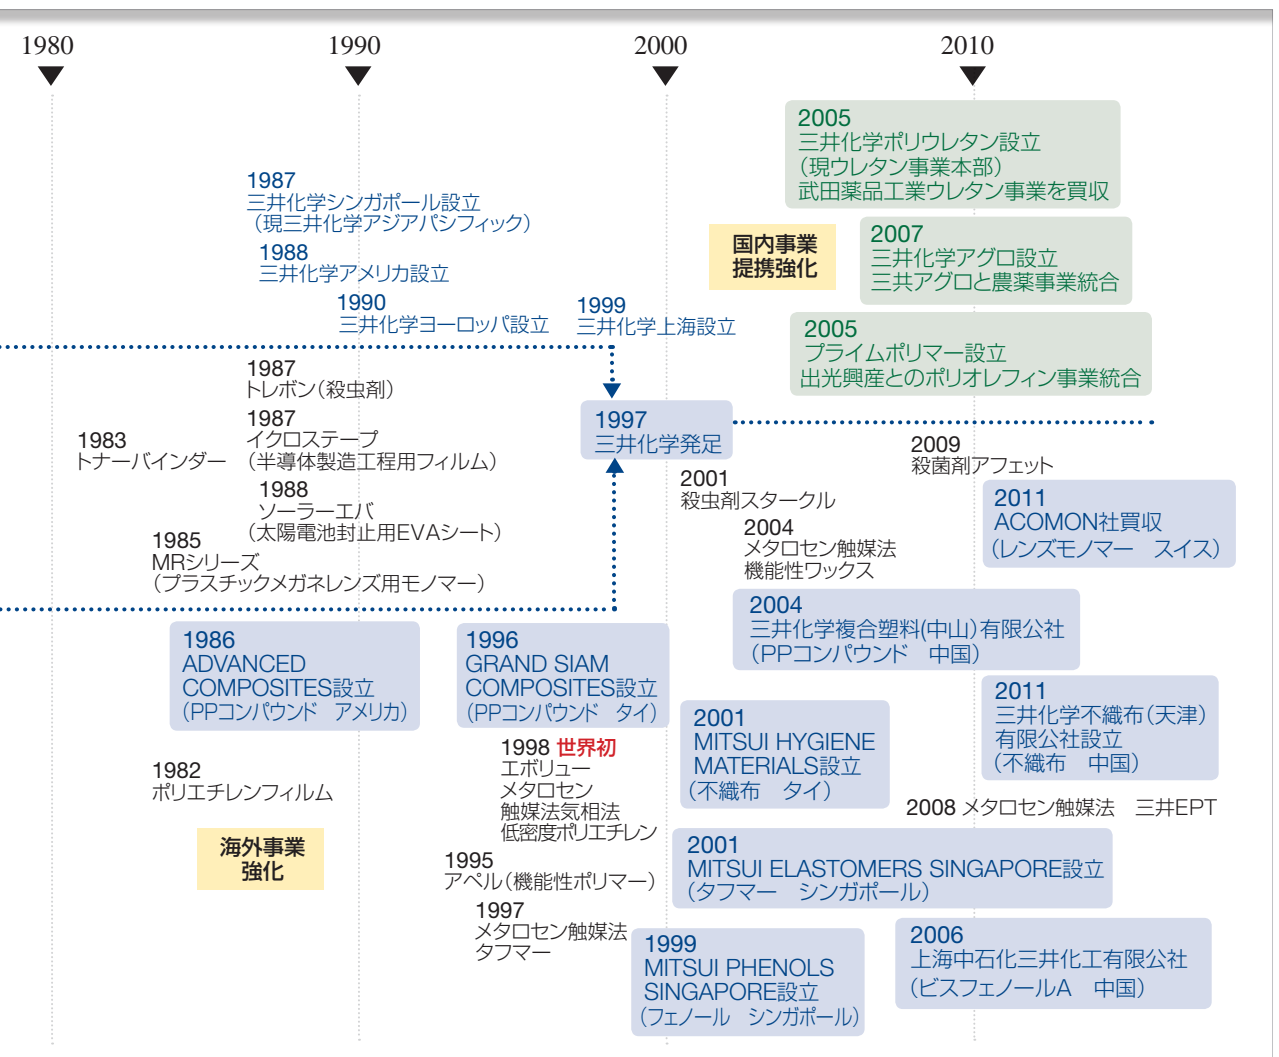 1980
1990
2000
2010
2005
三井化学ポリウレタン設立
（現ウレタン事業本部）
武田薬品工業ウレタン事業を買収
1987
三井化学シンガポール設立
（現三井化学アジアパシフィック）
国内事業
提携強化
2007
三井化学アグロ設立
三共アグロと農薬事業統合
1988
三井化学アメリカ設立
1990
三井化学ヨーロッパ設立
1999
三井化学上海設立
2005
プライムポリマー設立
出光興産とのポリオレフィン事業統合
1987
トレボン（殺虫剤）
1997
三井化学発足
1983
トナーバインダー
1987
イクロステープ
（半導体製造工程用フィルム）
2009
殺菌剤アフェット
2001
殺虫剤スタークル
1988
ソーラーエバ
（太陽電池封止用EVAシート）
2011
ACOMON社買収
（レンズモノマー　スイス）
2004
メタロセン触媒法
機能性ワックス
1985
MRシリーズ
（プラスチックメガネレンズ用モノマー）
2004
三井化学複合塑料(中山）有限公社
（PPコンパウンド　中国）
1986
ADVANCED
COMPOSITES設立
（PPコンパウンド　アメリカ）
1996
GRAND SIAM
COMPOSITES設立
（PPコンパウンド　タイ）
2011
三井化学不織布（天津）
有限公社設立
（不織布　中国）
2001
MITSUI HYGIENE
MATERIALS設立
（不織布　タイ）
1998 世界初
エボリュー
メタロセン
触媒法気相法
低密度ポリエチレン
1982
ポリエチレンフィルム
2008 メタロセン触媒法　三井EPT
海外事業
強化
2001
MITSUI ELASTOMERS SINGAPORE設立
（タフマー　シンガポール）
1995
アペル（機能性ポリマー）
1997
メタロセン触媒法
タフマー
1999
MITSUI PHENOLS
SINGAPORE設立
（フェノール　シンガポール）
2006
上海中石化三井化工有限公社
（ビスフェノールA　中国）